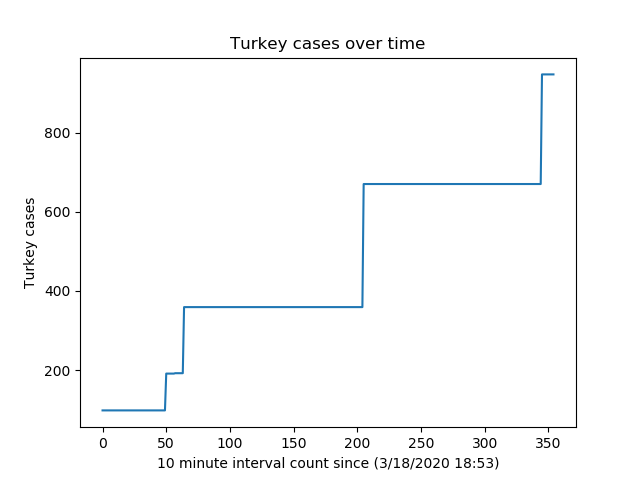 Turkey cases over time
800
600
400
200
Turkey cases
0 50 100 150 200 250 300 350
10 minute interval count since (3/18/2020 18:53)